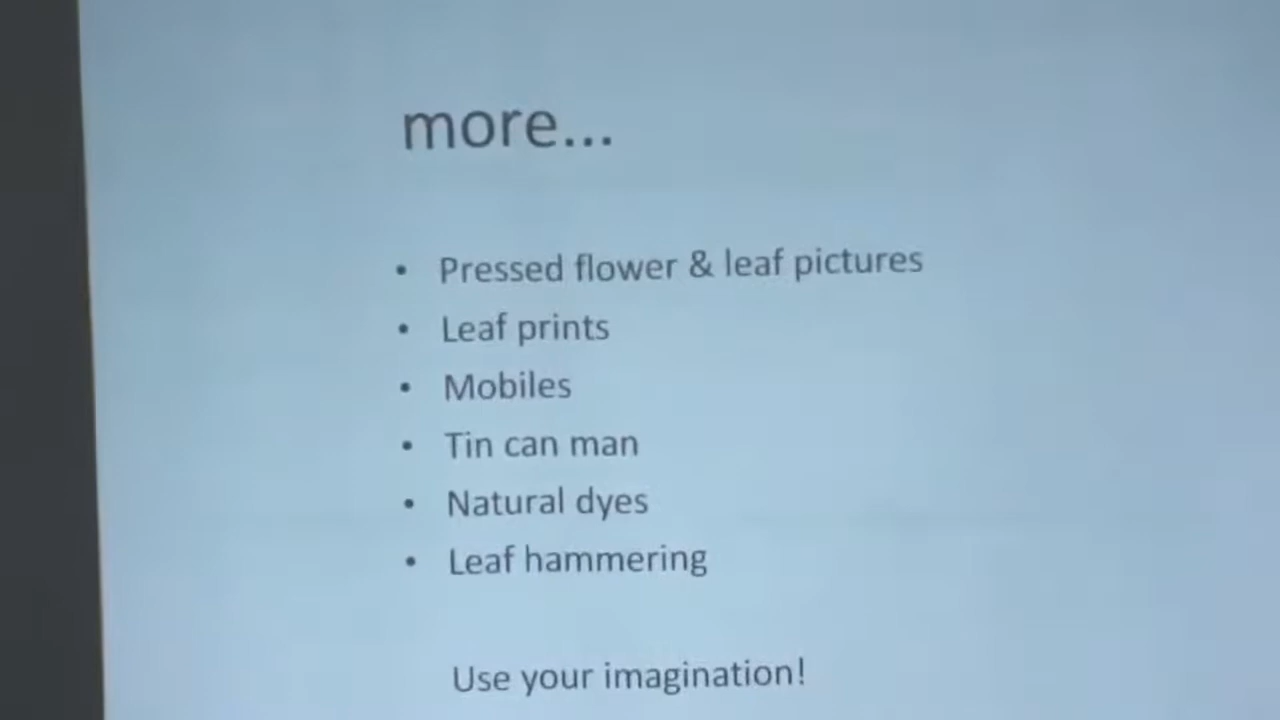 more...
• Pressed flower & leaf pictures
• Leaf prints
• Mobiles
• Tin can man
• Natural dyes
• Leaf hammering
Use your imagination!